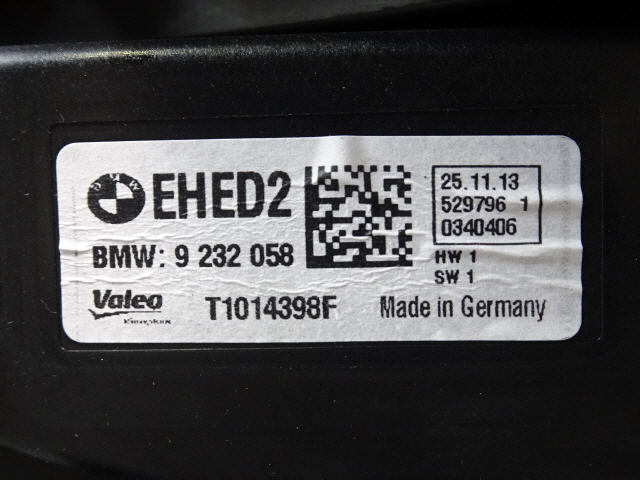 BMW EHED2
BMW: 9 232 058
Valeo T1014398F
25.11.13
529796 1
0340406
HW 1
SW 1
Made in Germany